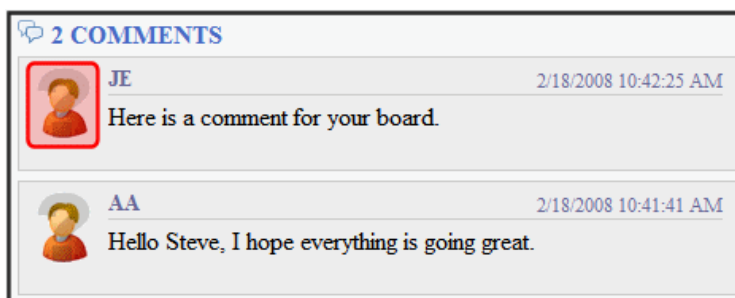 2 COMMENTS
JE 2/18/2008 10:42:25 AM
Here is a comment for your board.
AA 2/18/2008 10:41:41 AM
Hello Steve, I hope everything is going great.